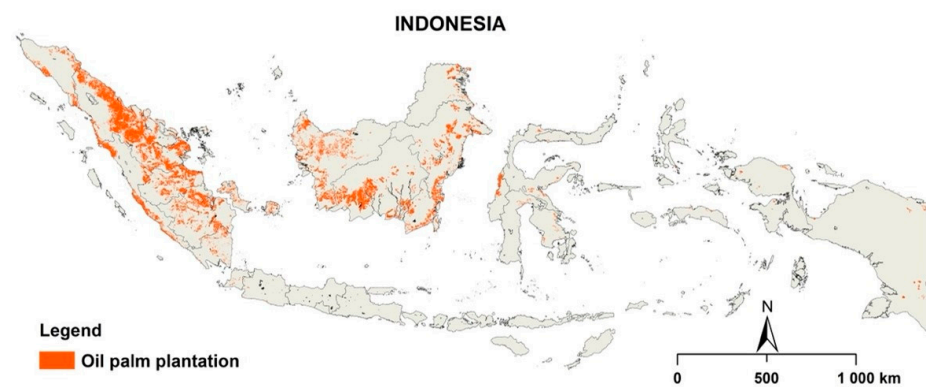 INDONESIA
Legend
Oil palm plantation
N
0 500 1 000 km